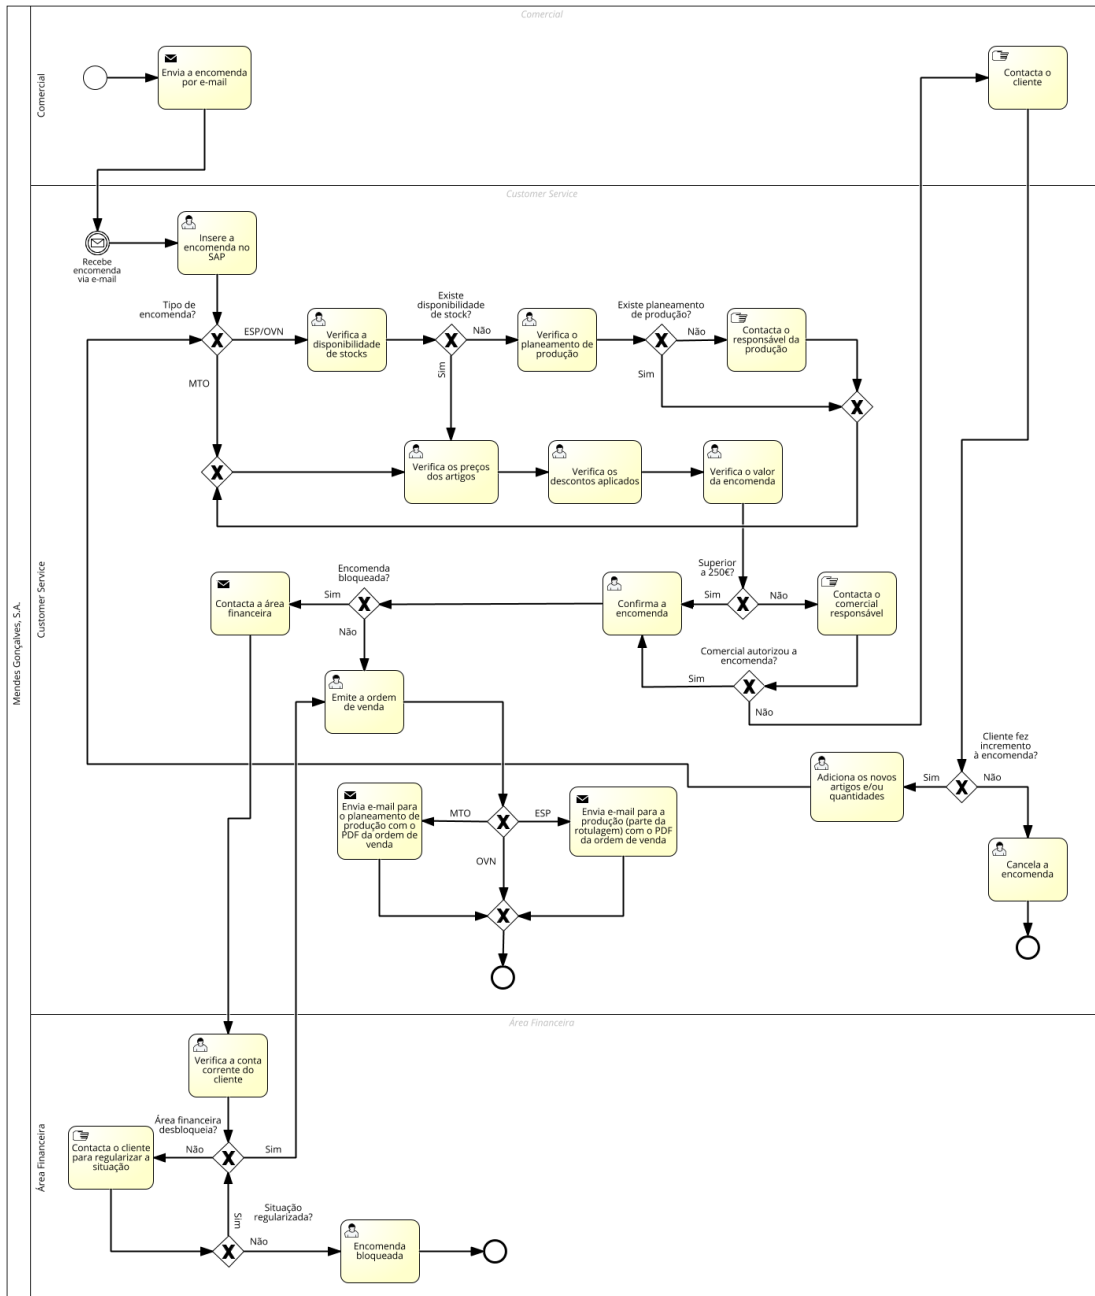 Comercial
Comercial
Envia a encomenda
por e-mail
Contacta o
cliente
Mendes Gonçalves, S.A.
Customer Service
Customer Service
Recebe
encomenda
via e-mail
Insere a
encomenda no
SAP
Tipo de
encomenda?
ESP/OVN
MTO
Verifica a
disponibilidade
de stocks
Existe
disponibilidade
de stock?
Não
Sim
Verifica o
planeamento de
produção
Existe planeamento
de produção?
Não
Sim
Contacta o
responsável da
produção
Verifica os preços
dos artigos
Verifica os
descontos aplicados
Verifica o valor
da encomenda
Superior
a 250€?
Sim
Não
Contacta o
comercial
responsável
Confirma a
encomenda
Encomenda
bloqueada?
Sim
Não
Contacta a área
financeira
Comercial autorizou a
encomenda?
Sim
Não
Emite a ordem
de venda
Cliente fez
incremento
à encomenda?
Sim
Não
Adiciona os novos
artigos e/ou
quantidades
Cancela a
encomenda
Envia e-mail para
o planeamento de
produção com o
PDF da ordem de
venda
MTO
ESP
OVN
Envia e-mail para a
produção (parte da
rotulagem) com o PDF
da ordem de venda
Área Financeira
Área Financeira
Verifica a conta
corrente do
cliente
Área financeira
desbloqueia?
Não
Sim
Contacta o cliente
para regularizar a
situação
Situação
regularizada?
Sim
Não
Encomenda
bloqueada